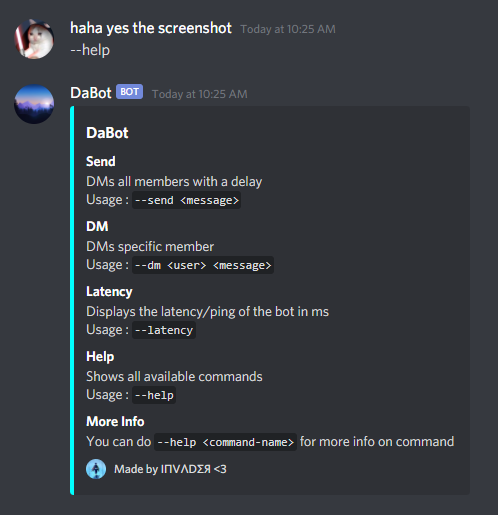 haha yes the screenshot Today at 10:25 AM
--help
DaBot BOT Today at 10:25 AM
DaBot
Send
DMs all members with a delay
Usage : --send <message>
DM
DMs specific member
Usage : --dm <user> <message>
Latency
Displays the latency/ping of the bot in ms
Usage : --latency
Help
Shows all available commands
Usage : --help
More Info
You can do --help <command-name> for more info on command
Made by IПVΛDΣЯ <3